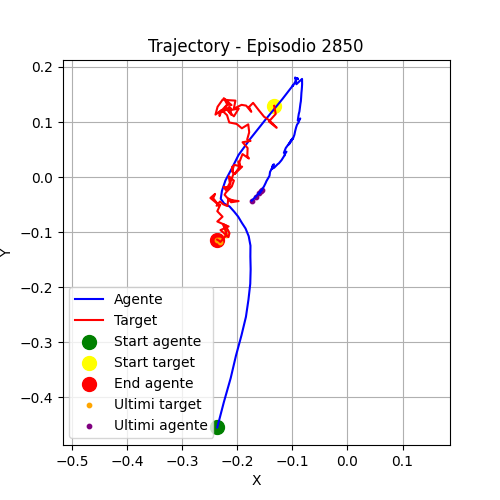 Trajectory - Episodio 2850
0.2
0.1
0.0
−0.1
−0.2
−0.3
−0.4
Y
Agente
Target
Start agente
Start target
End agente
Ultimi target
Ultimi agente
−0.5 −0.4 −0.3 −0.2 −0.1 0.0 0.1
X